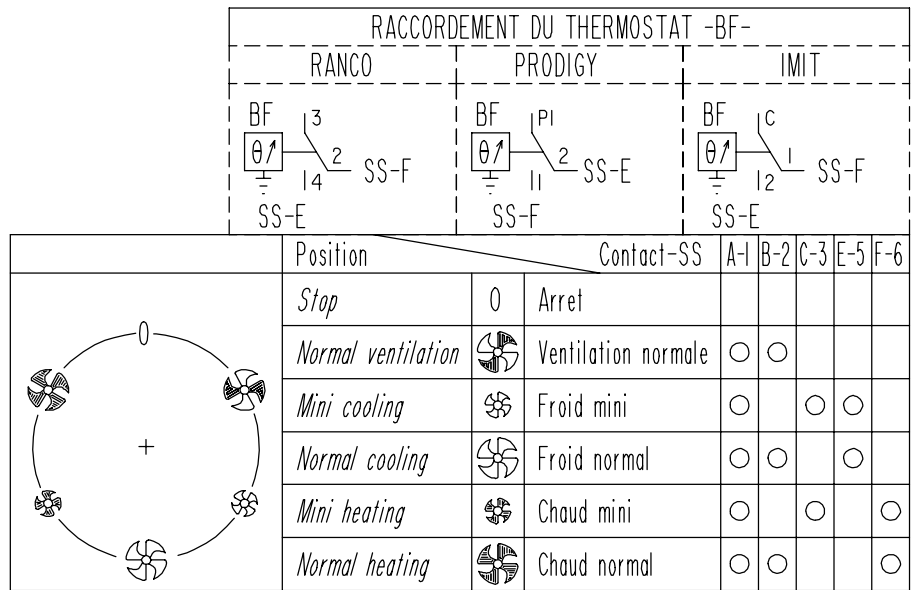 RACCORDEMENT DU THERMOSTAT -BF-
RANCO PRODIGY IMIT
BF 3 BF P1 BF C
θ 2 SS-F θ 2 SS-E θ 1 SS-F
4 1 2
SS-E SS-F SS-E
Position Contact-SS A-1 B-2 C-3 E-5 F-6
Stop 0 Arret
0
Normal ventilation Ventilation normale ○ ○
Mini cooling Froid mini ○ ○ ○
Normal cooling Froid normal ○ ○ ○
+
Mini heating Chaud mini ○ ○ ○
Normal heating Chaud normal ○ ○ ○